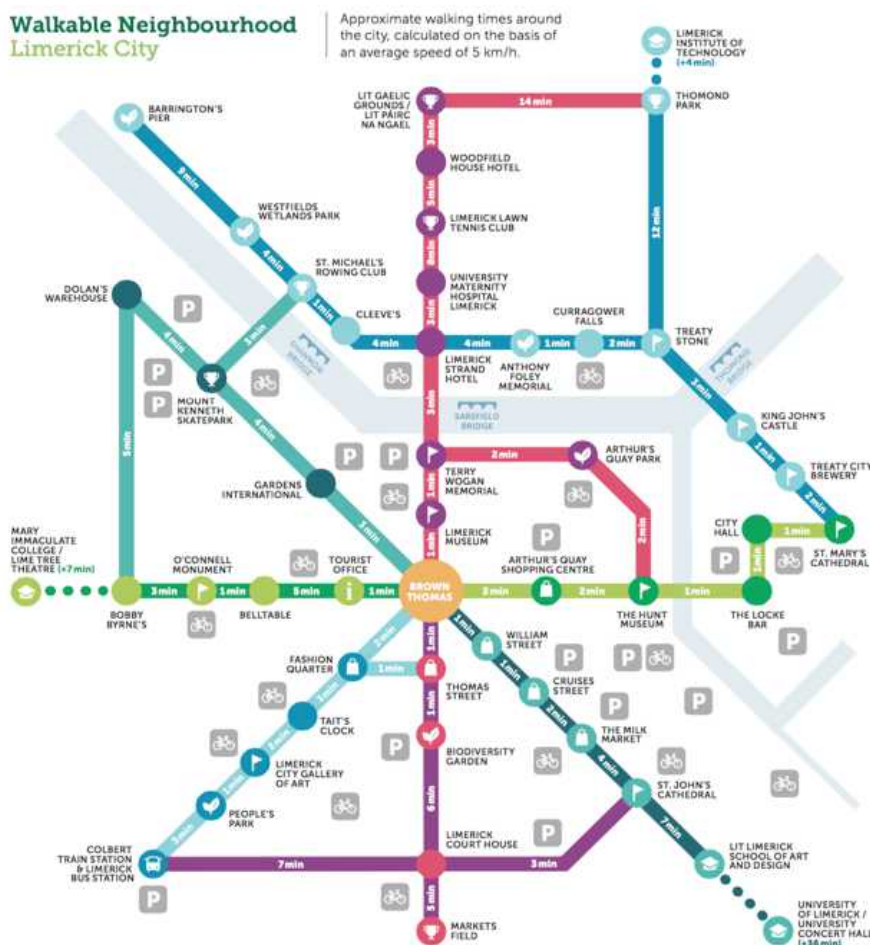 Walkable Neighbourhood
Limerick City
Approximate walking times around
the city, calculated on the basis of
an average speed of 5 km/h.
LIMERICK
INSTITUTE OF
TECHNOLOGY
(+4min)
BARRINGTON'S
PIER
LIT GAELIC
GROUNDS /
LIT PÁIRC
NA NGAEL
14 min
THOMOND
PARK
3 min
WOODFIELD
HOUSE HOTEL
9 min
5 min
WESTFIELDS
WETLANDS PARK
LIMERICK LAWN
TENNIS CLUB
12 min
4 min
ST. MICHAEL'S
ROWING CLUB
8 min
DOLAN'S
WAREHOUSE
UNIVERSITY
MATERNITY
HOSPITAL
LIMERICK
P
1 min
CLEEVE'S
3 min
CURRAGOWER
FALLS
TREATY
STONE
4 min
3 min
4 min
4 min
1 min
2 min
SHANNON
BRIDGE
THOMOND
BRIDGE
LIMERICK
STRAND
HOTEL
ANTHONY
FOLEY
MEMORIAL
3 min
P
P
MOUNT
KENNETH
SKATEPARK
3 min
SARSFIELD
BRIDGE
KING JOHN'S
CASTLE
4 min
1 min
5 min
P
P
2 min
ARTHUR'S
QUAY PARK
TREATY CITY
BREWERY
TERRY
WOGAN
MEMORIAL
GARDENS
INTERNATIONAL
1 min
2 min
2 min
LIMERICK
MUSEUM
P
CITY
HALL
1 min
MARY
IMMACULATE
COLLEGE /
LIME TREE
THEATRE (+7 min)
O'CONNELL
MONUMENT
TOURIST
OFFICE
1 min
ARTHUR'S QUAY
SHOPPING CENTRE
P
1 min
ST. MARY'S
CATHEDRAL
3 min
1 min
5 min
i
1 min
BROWN
THOMAS
2 min
1 min
BOBBY
BYRNE'S
BELLTABLE
THE HUNT
MUSEUM
THE LOCKE
BAR
2 min
1 min
1 min
WILLIAM
STREET
P
FASHION
QUARTER
1 min
THOMAS
STREET
1 min
P
P
CRUISES
STREET
1 min
2 min
P
P
TAIT'S
CLOCK
P
BIODIVERSITY
GARDEN
THE MILK
MARKET
LIMERICK
CITY GALLERY
OF ART
4 min
ST. JOHN'S
CATHEDRAL
PEOPLE'S
PARK
6 min
7 min
3 min
LIMERICK
COURT HOUSE
P
COLBERT
TRAIN STATION
& LIMERICK
BUS STATION
7 min
3 min
LIT LIMERICK
SCHOOL OF ART
AND DESIGN
P
5 min
MARKETS
FIELD
UNIVERSITY
OF LIMERICK /
UNIVERSITY
CONCERT HALL